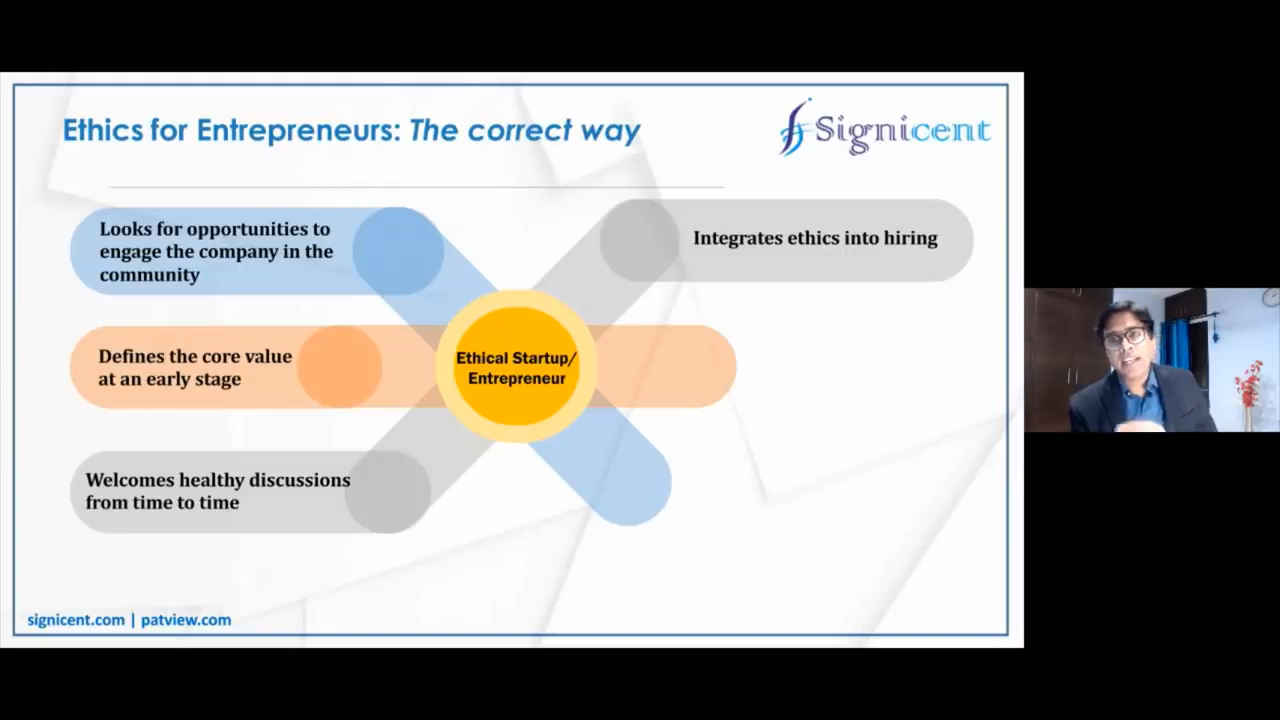 Ethics for Entrepreneurs: The correct way
Signicent
Looks for opportunities to
engage the company in the
community
Integrates ethics into hiring
Defines the core value
at an early stage
Ethical Startup/
Entrepreneur
Welcomes healthy discussions
from time to time
signicent.com | patview.com